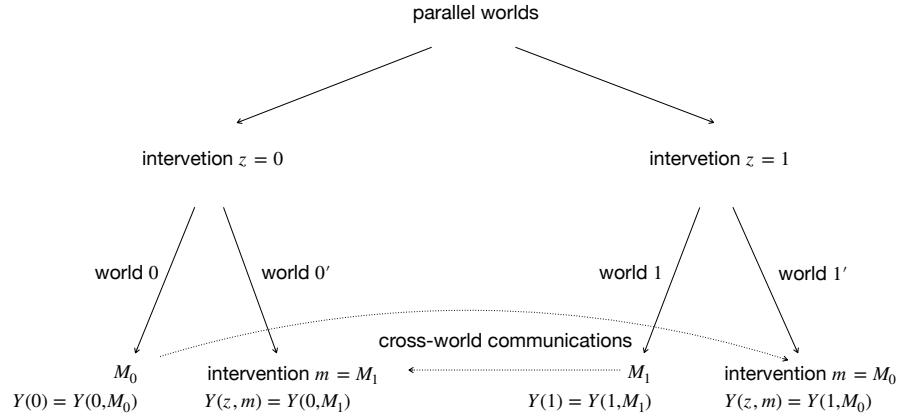 parallel worlds
intervetion z = 0
intervetion z = 1
world 0
world 0′
world 1
world 1′
cross-world communications
M₀
intervention m = M₁
M₁
intervention m = M₀
Y(0) = Y(0,M₀)
Y(z, m) = Y(0,M₁)
Y(1) = Y(1,M₁)
Y(z, m) = Y(1,M₀)